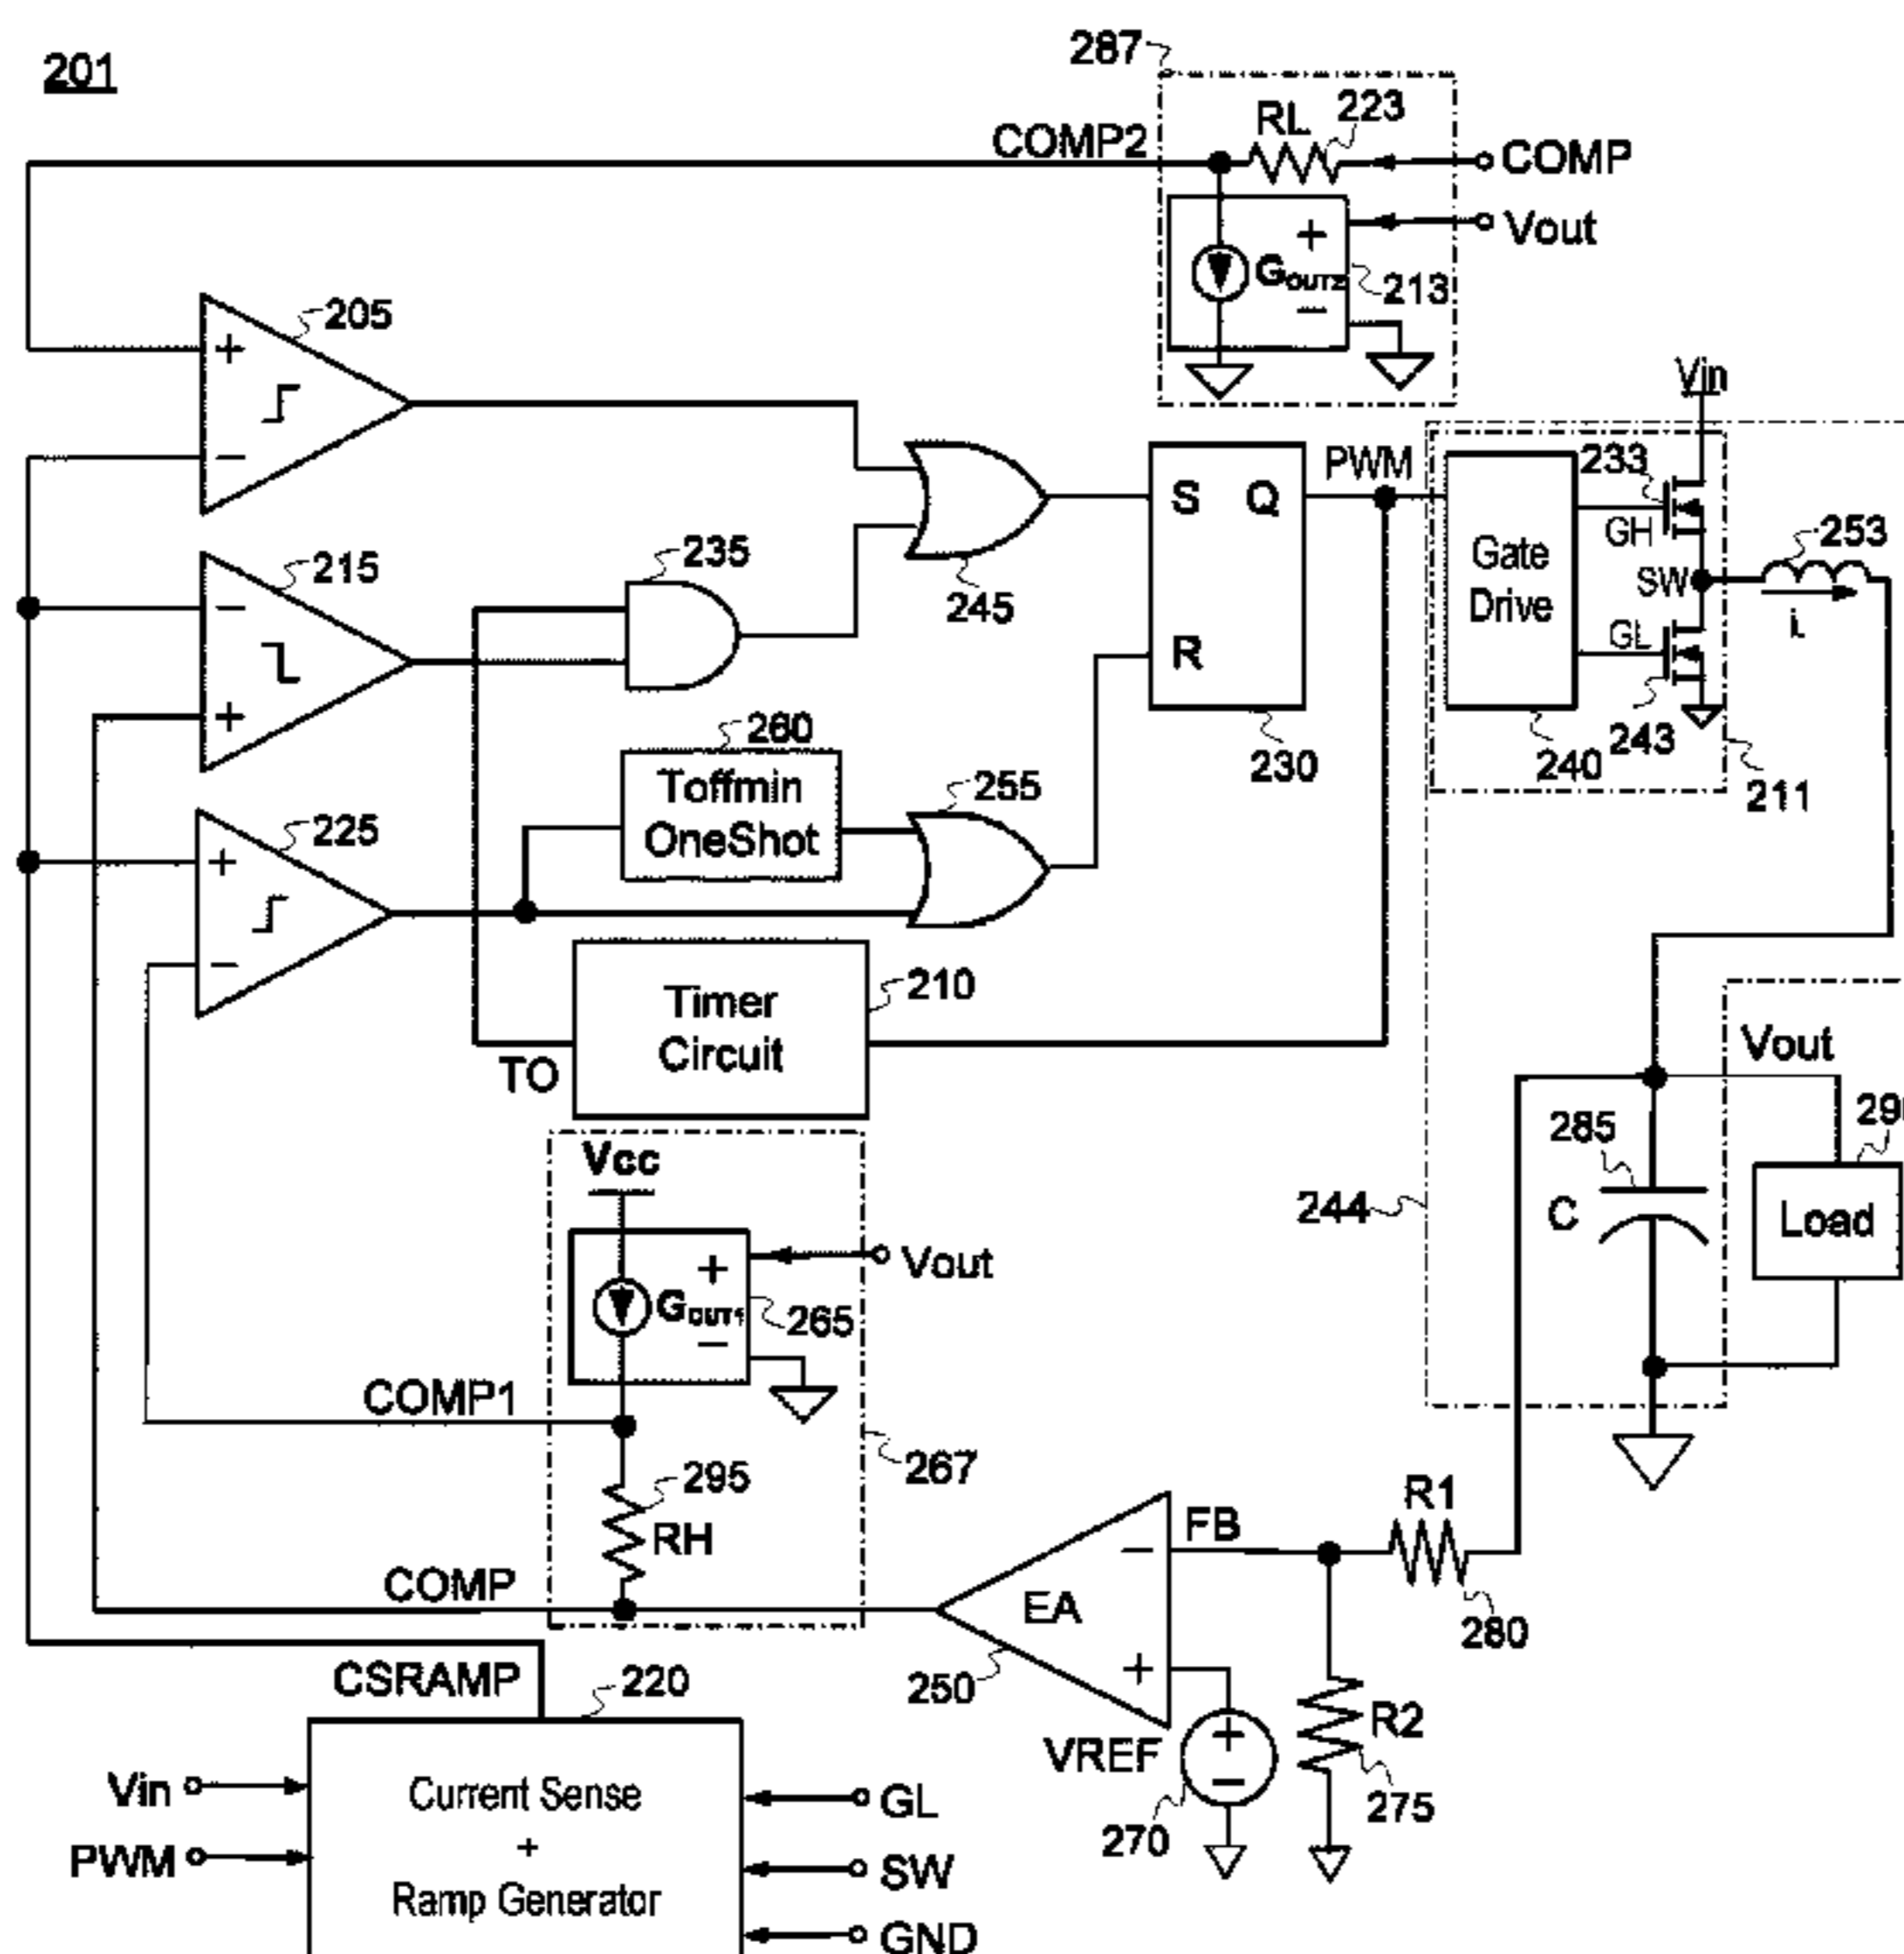 201
287
RL
223
COMP2
COMP
Vout
+
GOUT2
213
−
205
+
−
Vin
PWM
233
S
Q
GH
253
Gate
Drive
SW
i
GL
215
−
+
235
245
R
243
240
230
211
260
Toffmin
OneShot
255
225
+
−
Timer
Circuit
210
TO
Vout
285
C
244
Load
Vcc
+
Vout
GOUT1
265
−
COMP1
267
295
RH
R1
FB
−
COMP
EA
280
+
250
CSRAMP
220
R2
VREF
+
−
275
270
Vin
Current Sense
+
Ramp Generator
GL
PWM
SW
GND